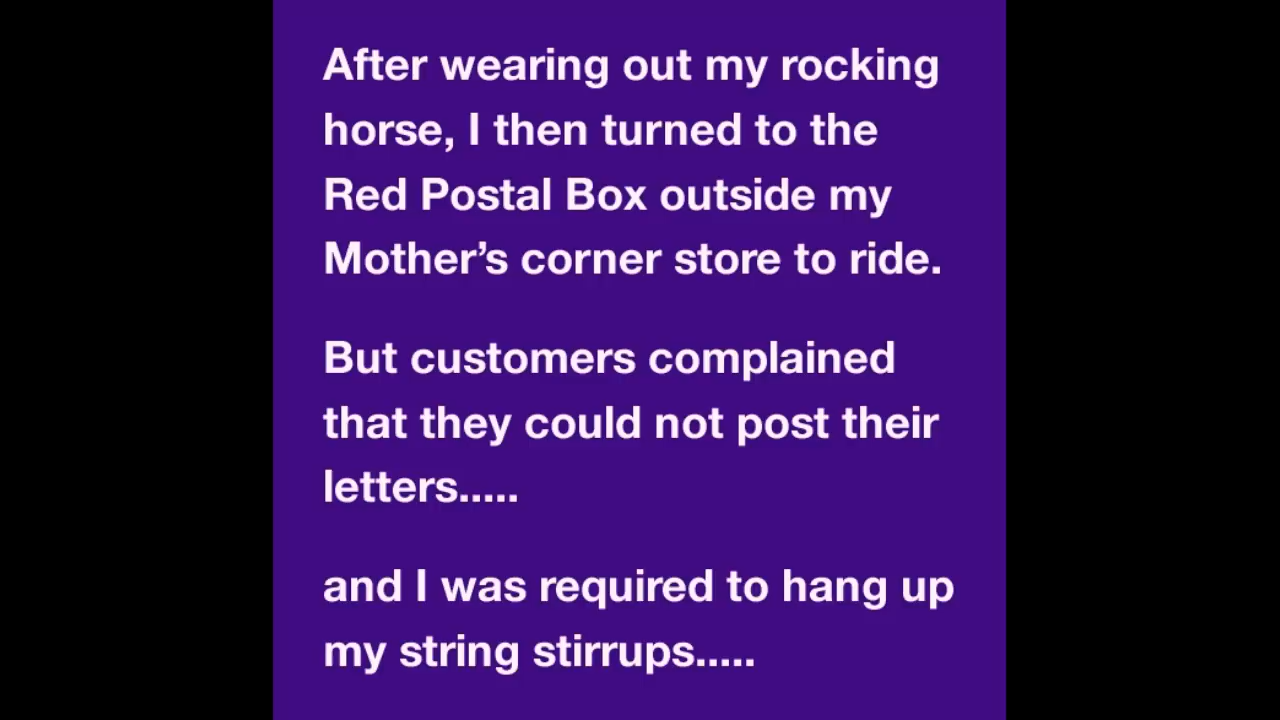 After wearing out my rocking
horse, I then turned to the
Red Postal Box outside my
Mother’s corner store to ride.
But customers complained
that they could not post their
letters.....
and I was required to hang up
my string stirrups.....